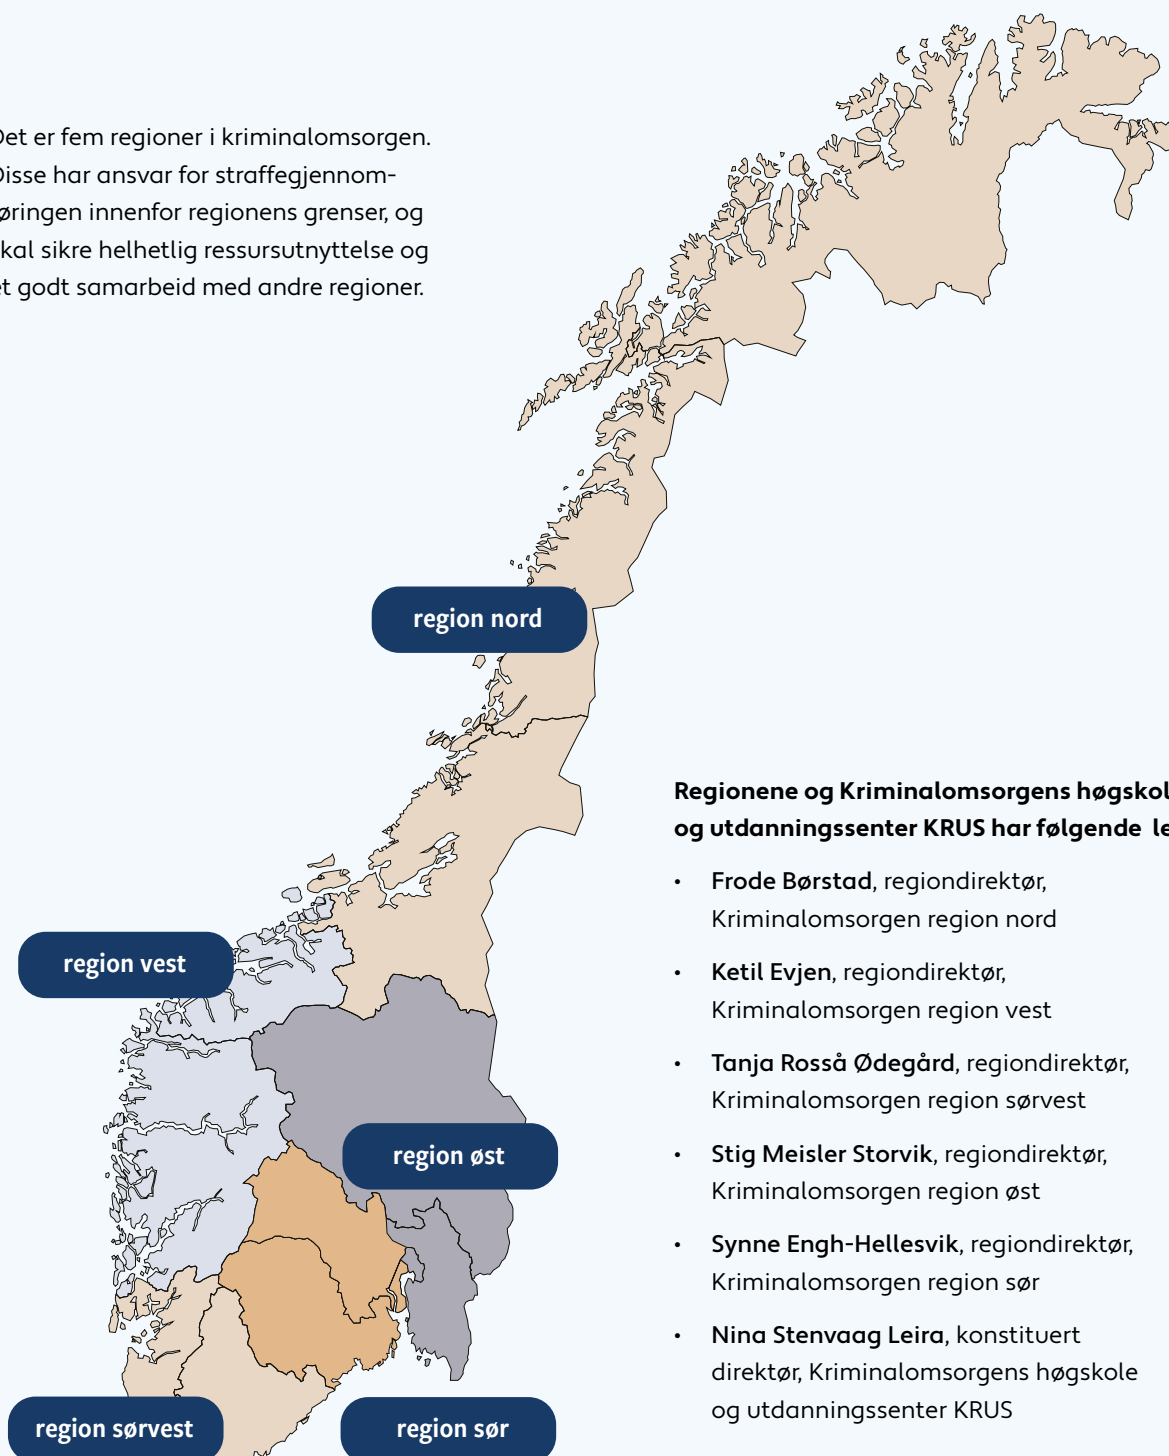 Det er fem regioner i kriminalomsorgen.
Disse har ansvar for straffegjennom-
øringen innenfor regionens grenser, og
kal sikre helhetlig ressursutnyttelse og
t godt samarbeid med andre regioner.
region nord
Regionene og Kriminalomsorgens høgskol
og utdanningssenter KRUS har følgende le
• Frode Børstad, regiondirektør,
Kriminalomsorgen region nord
region vest
• Ketil Evjen, regiondirektør,
Kriminalomsorgen region vest
• Tanja Rosså Ødegård, regiondirektør,
Kriminalomsorgen region sørvest
region øst
• Stig Meisler Storvik, regiondirektør,
Kriminalomsorgen region øst
• Synne Engh-Hellesvik, regiondirektør,
Kriminalomsorgen region sør
• Nina Stenvaag Leira, konstituert
direktør, Kriminalomsorgens høgskole
og utdanningssenter KRUS
region sørvest
region sør